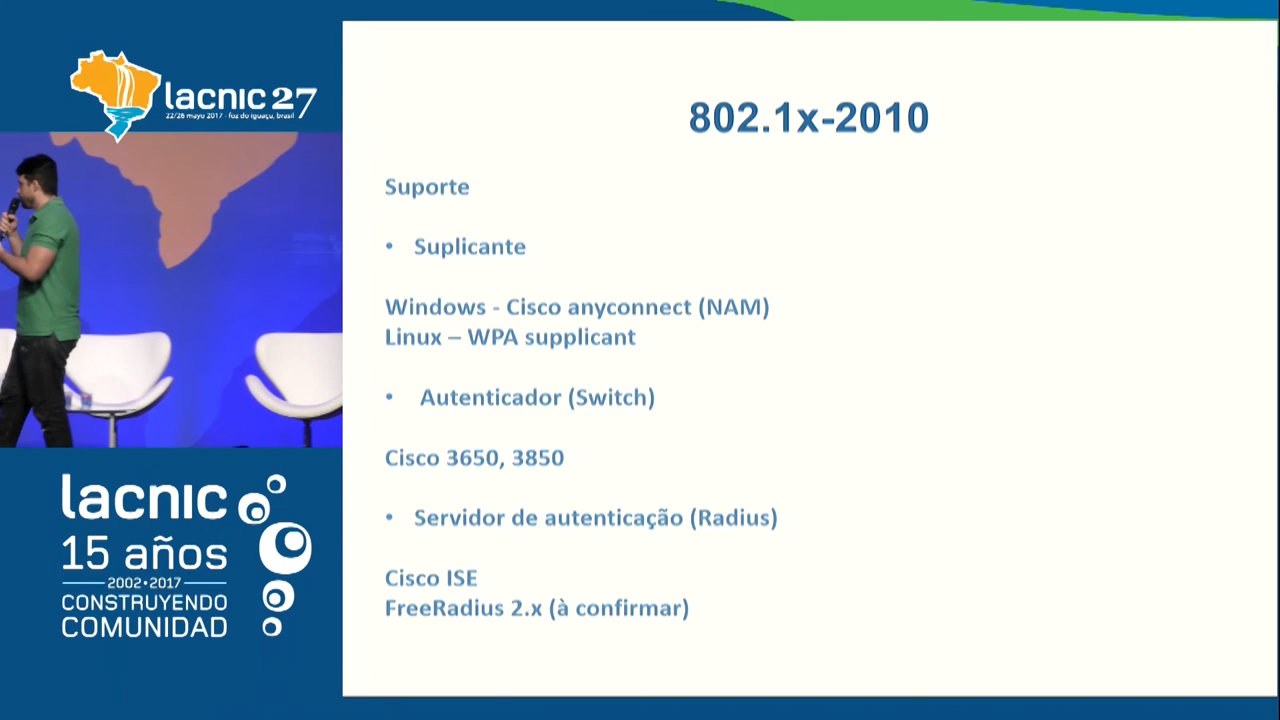 lacnic 27
22/26 mayo 2017 - foz do iguaçu, brasil
802.1x-2010
Suporte
• Suplicante
Windows - Cisco anyconnect (NAM)
Linux – WPA supplicant
• Autenticador (Switch)
Cisco 3650, 3850
• Servidor de autenticação (Radius)
Cisco ISE
FreeRadius 2.x (à confirmar)
lacnic
15 años
2002•2017
CONSTRUYENDO
COMUNIDAD